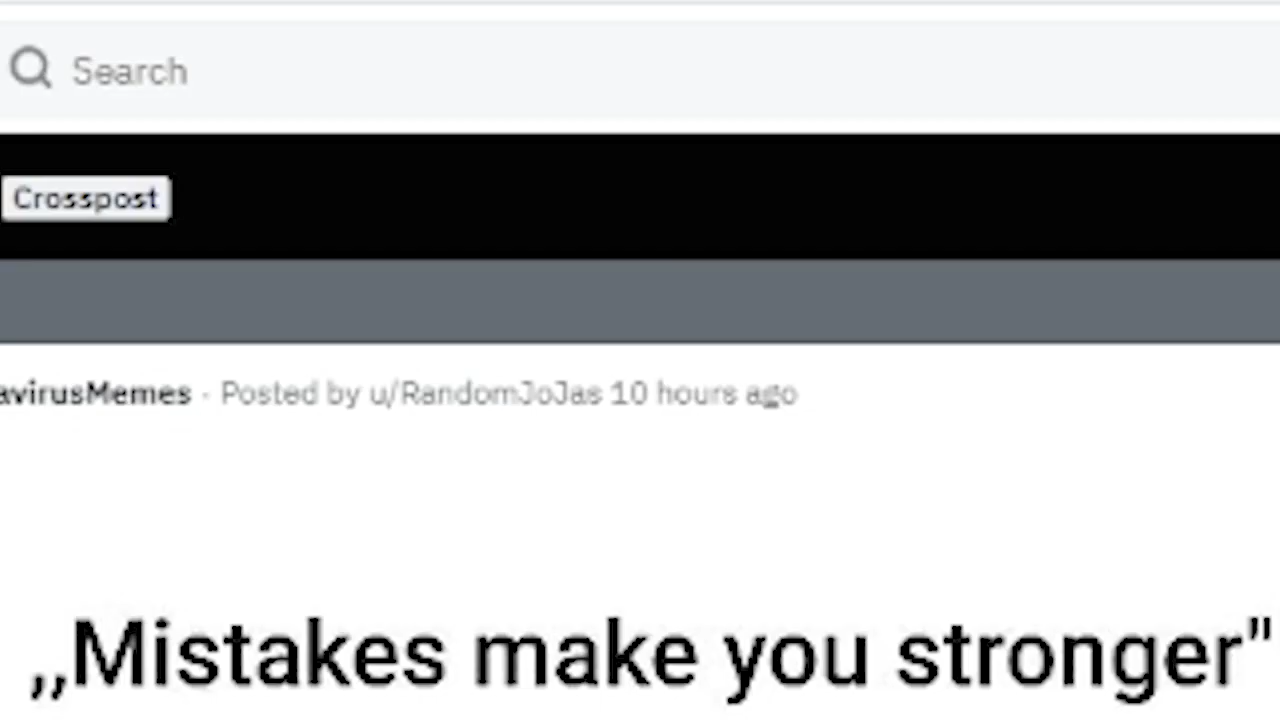 Search
Crosspost
avirusMemes · Posted by u/RandomJoJas 10 hours ago
„Mistakes make you stronger"